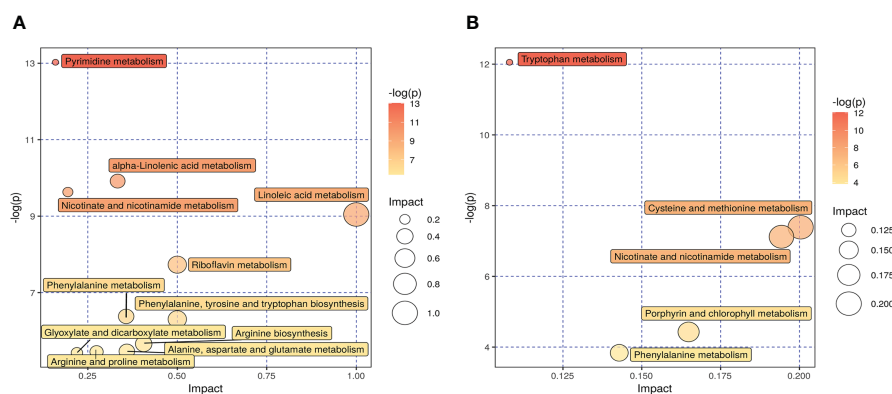 A
Pyrimidine metabolism
alpha-Linolenic acid metabolism
Linoleic acid metabolism
Nicotinate and nicotinamide metabolism
Riboflavin metabolism
Phenylalanine metabolism
Phenylalanine, tyrosine and tryptophan biosynthesis
Glyoxylate and dicarboxylate metabolism
Arginine biosynthesis
Alanine, aspartate and glutamate metabolism
Arginine and proline metabolism
13
11
9
7
-log(p)
0.25 0.50 0.75 1.00
Impact
-log(p)
13
11
9
7
Impact
0.2
0.4
0.6
0.8
1.0
B
Tryptophan metabolism
Cysteine and methionine metabolism
Nicotinate and nicotinamide metabolism
Porphyrin and chlorophyll metabolism
Phenylalanine metabolism
12
10
8
6
4
-log(p)
0.125 0.150 0.175 0.200
Impact
-log(p)
12
10
8
6
4
Impact
0.125
0.150
0.175
0.200